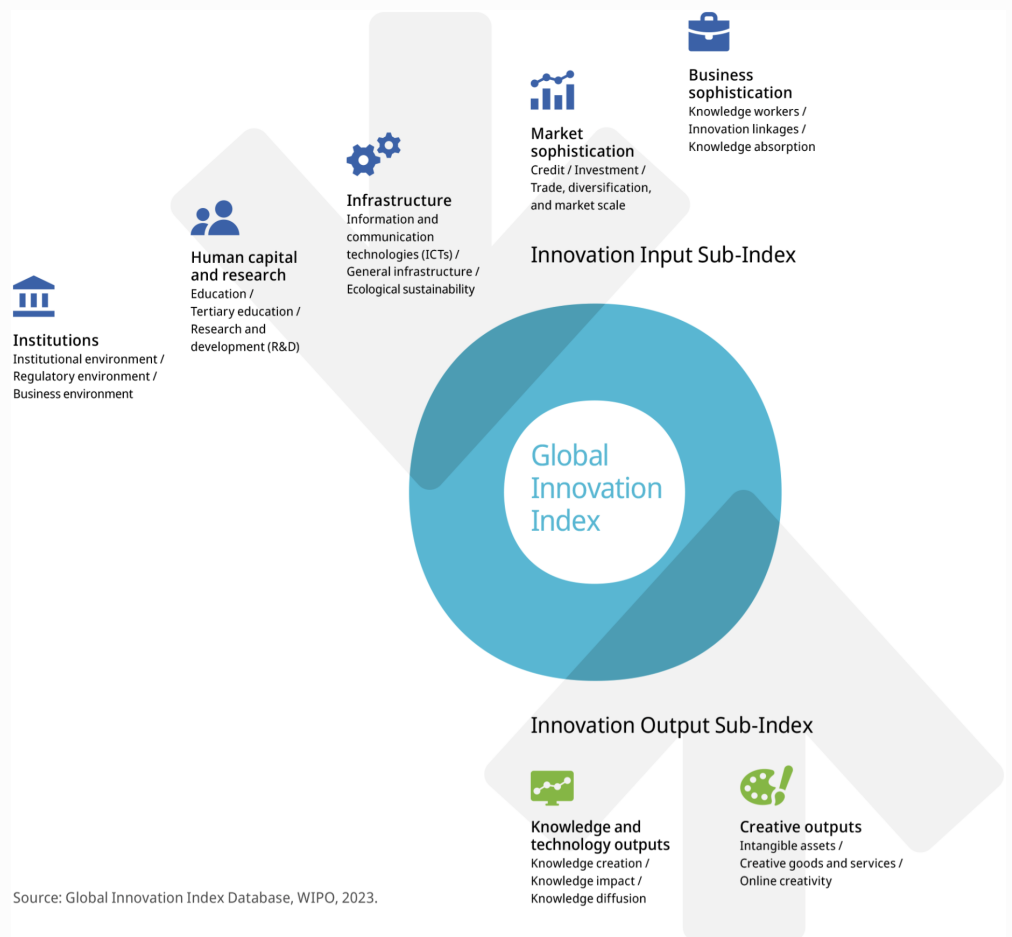 Business
sophistication
Knowledge workers /
Innovation linkages /
Knowledge absorption
Market
sophistication
Credit / Investment /
Trade, diversification,
and market scale
Infrastructure
Information and
communication
technologies (ICTs) /
General infrastructure /
Ecological sustainability
Human capital
and research
Education /
Tertiary education /
Research and
development (R&D)
Institutions
Institutional environment /
Regulatory environment /
Business environment
Innovation Input Sub-Index
Global
Innovation
Index
Innovation Output Sub-Index
Knowledge and
technology outputs
Knowledge creation /
Knowledge impact /
Knowledge diffusion
Creative outputs
Intangible assets /
Creative goods and services /
Online creativity
Source: Global Innovation Index Database, WIPO, 2023.